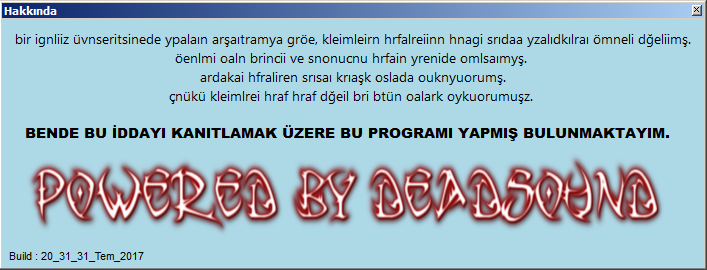 Hakkında
bir ignliiz üvnseritsinede ypalaın arşaıtramya gröe, kleimleirn hrfalreiinn hnagi srıdaa yzalıdkılraı ömneli dğeliimş.
öenlmi oaln brincii ve snonucnu hrfain yrenide omlsaımyş.
ardakai hfraliren srısaı krıaşk oslada ouknyuorumş.
çnükü kleimlrei hraf hraf dğeil bri btün oalark oykuorumuşz.
BENDE BU İDDAYI KANITLAMAK ÜZERE BU PROGRAMI YAPMIŞ BULUNMAKTAYIM.
POWERED BY DEADSOUND
Build : 20_31_31_Tem_2017